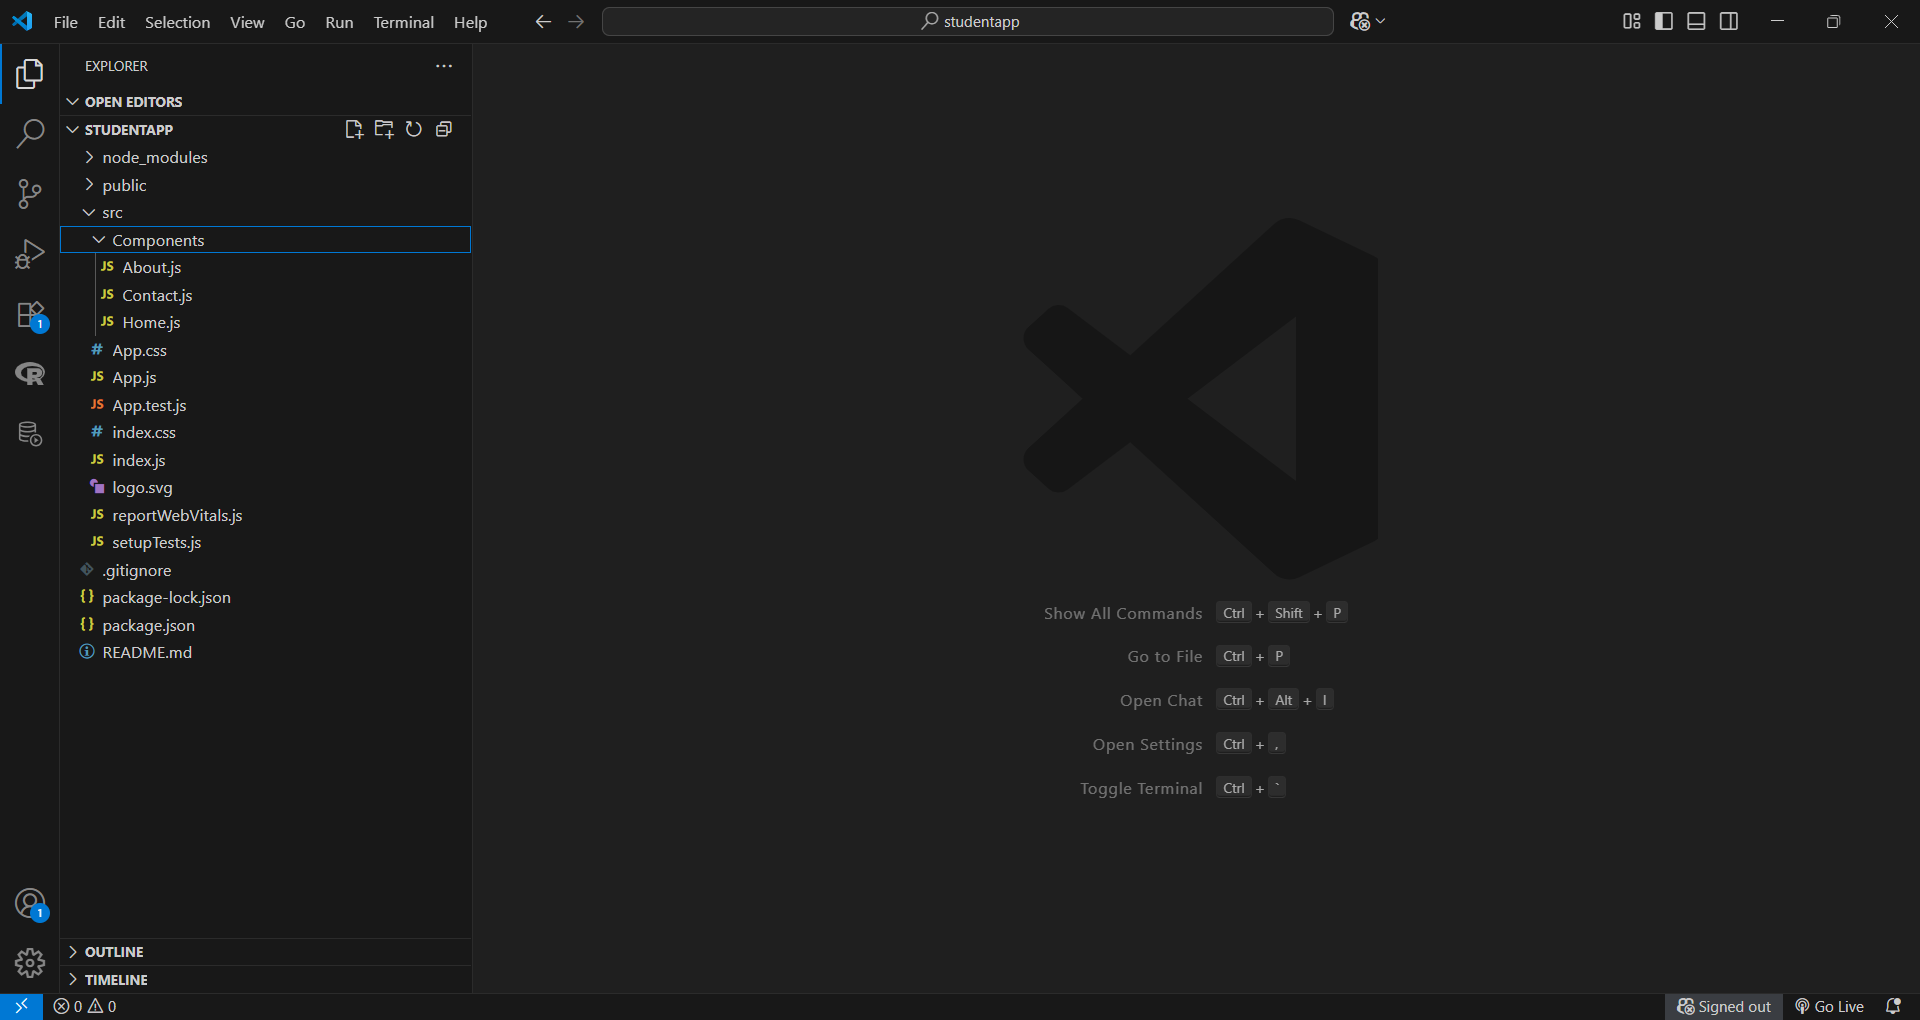 File Edit Selection View Go Run Terminal Help
studentapp
EXPLORER
OPEN EDITORS
STUDENTAPP
node_modules
public
src
Components
JS About.js
JS Contact.js
JS Home.js
# App.css
JS App.js
JS App.test.js
# index.css
JS index.js
logo.svg
JS reportWebVitals.js
JS setupTests.js
.gitignore
{} package-lock.json
{} package.json
README.md
OUTLINE
TIMELINE
1
R
1
Show All Commands Ctrl + Shift + P
Go to File Ctrl + P
Open Chat Ctrl + Alt + I
Open Settings Ctrl + ,
Toggle Terminal Ctrl + `
0 0
Signed out Go Live